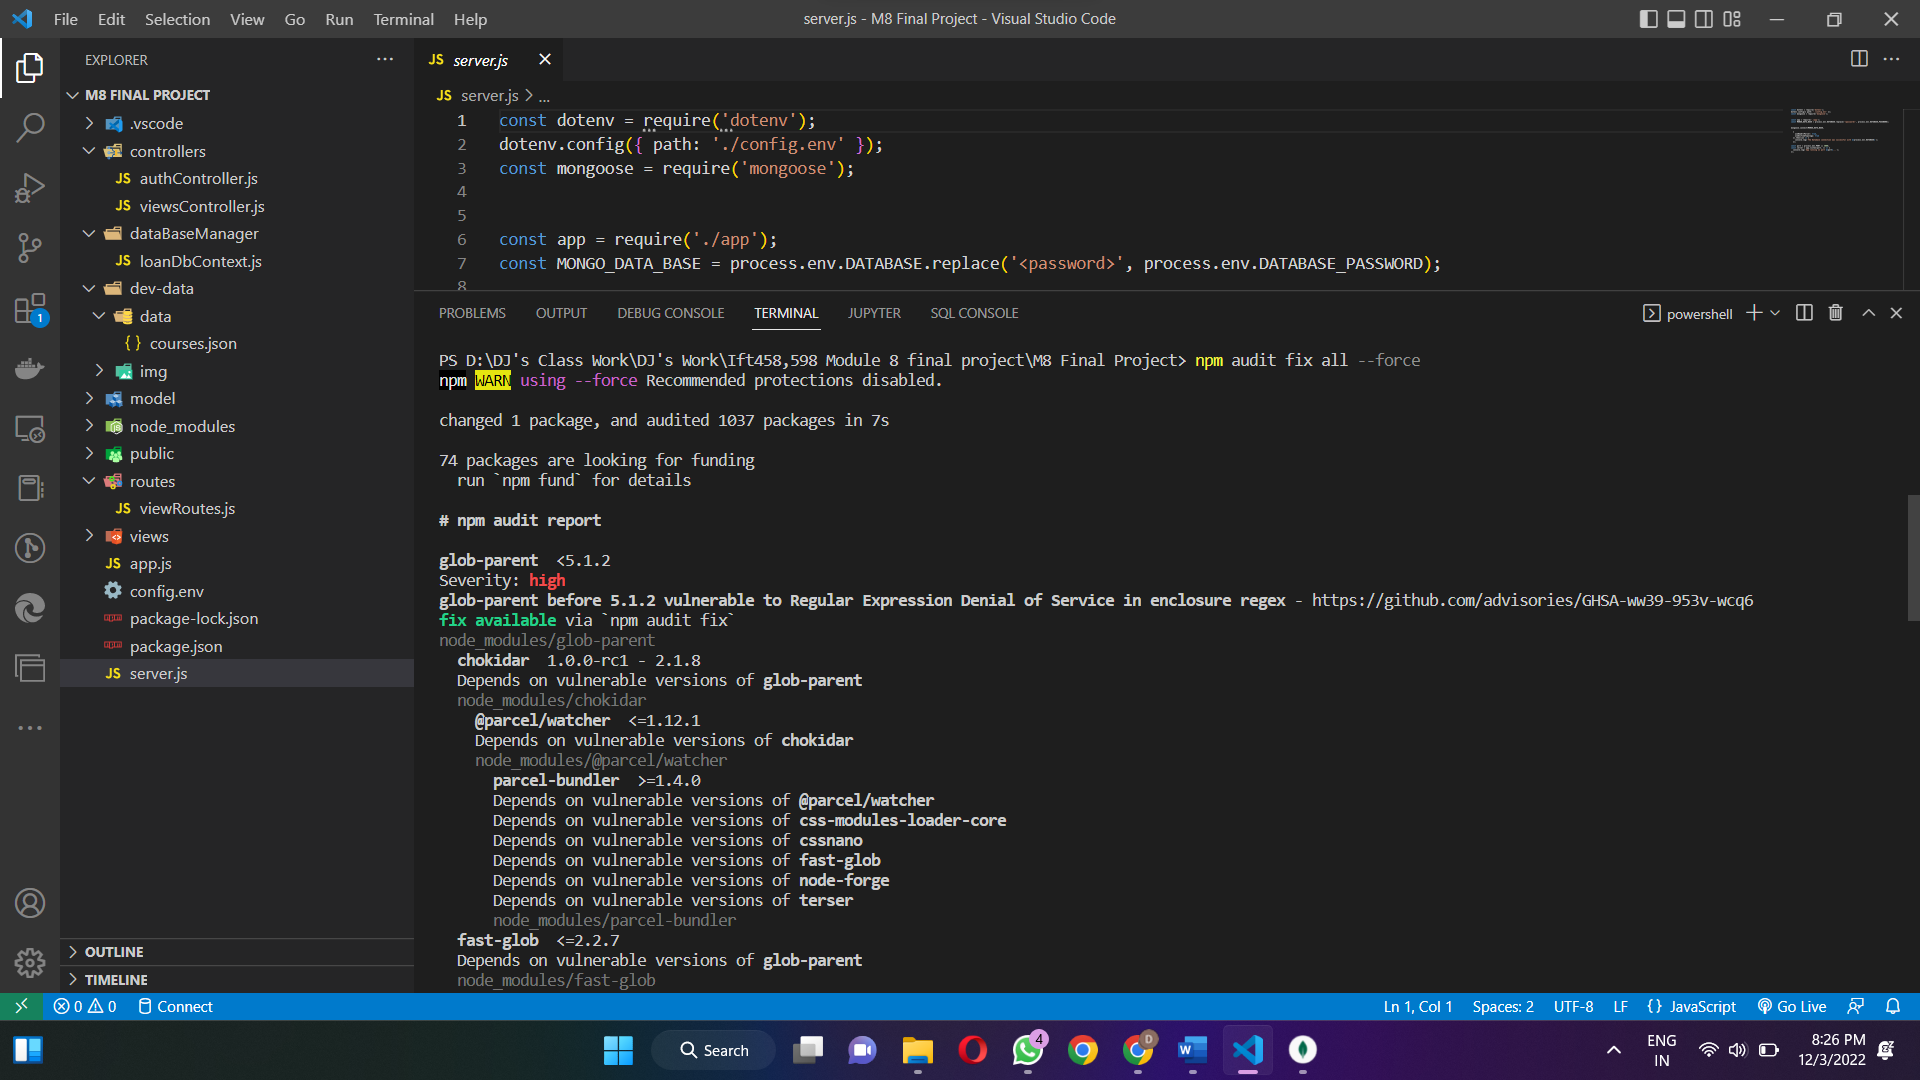 File Edit Selection View Go Run Terminal Help
server.js - M8 Final Project - Visual Studio Code
EXPLORER
M8 FINAL PROJECT
.vscode
controllers
JS authController.js
JS viewsController.js
dataBaseManager
JS loanDbContext.js
dev-data
data
{ } courses.json
img
model
node_modules
public
routes
JS viewRoutes.js
views
JS app.js
config.env
package-lock.json
package.json
JS server.js
OUTLINE
TIMELINE
1
JS server.js
JS server.js > ...
1 const dotenv = require('dotenv');
2 dotenv.config({ path: './config.env' });
3 const mongoose = require('mongoose');
4
5
6 const app = require('./app');
7 const MONGO_DATA_BASE = process.env.DATABASE.replace('<password>', process.env.DATABASE_PASSWORD);
8
PROBLEMS OUTPUT DEBUG CONSOLE TERMINAL JUPYTER SQL CONSOLE
powershell
PS D:\DJ's Class Work\DJ's Work\Ift458,598 Module 8 final project\M8 Final Project> npm audit fix all --force
npm WARN using --force Recommended protections disabled.
changed 1 package, and audited 1037 packages in 7s
74 packages are looking for funding
run `npm fund` for details
# npm audit report
glob-parent <5.1.2
Severity: high
glob-parent before 5.1.2 vulnerable to Regular Expression Denial of Service in enclosure regex - https://github.com/advisories/GHSA-ww39-953v-wcq6
fix available via `npm audit fix`
node_modules/glob-parent
chokidar 1.0.0-rc1 - 2.1.8
Depends on vulnerable versions of glob-parent
node_modules/chokidar
@parcel/watcher <=1.12.1
Depends on vulnerable versions of chokidar
node_modules/@parcel/watcher
parcel-bundler >=1.4.0
Depends on vulnerable versions of @parcel/watcher
Depends on vulnerable versions of css-modules-loader-core
Depends on vulnerable versions of cssnano
Depends on vulnerable versions of fast-glob
Depends on vulnerable versions of node-forge
Depends on vulnerable versions of terser
node_modules/parcel-bundler
fast-glob <=2.2.7
Depends on vulnerable versions of glob-parent
node_modules/fast-glob
0 0 Connect
Ln 1, Col 1 Spaces: 2 UTF-8 LF { } JavaScript Go Live
Search
4
D
W
ENG
IN
8:26 PM
12/3/2022